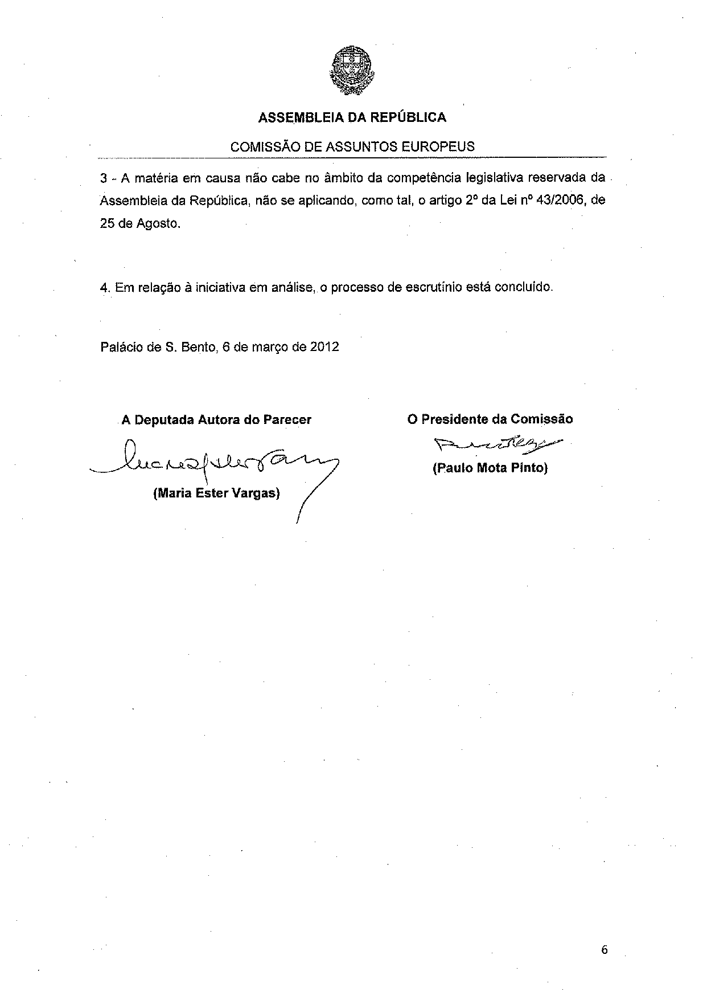 ASSEMBLEIA DA REPÚBLICA
COMISSÃO DE ASSUNTOS EUROPEUS
3 - A matéria em causa não cabe no âmbito da competência legislativa reservada da
Assembleia da República, não se aplicando, como tal, o artigo 2º da Lei nº 43/2006, de
25 de Agosto.
4. Em relação à iniciativa em análise, o processo de escrutínio está concluído.
Palácio de S. Bento, 6 de março de 2012
A Deputada Autora do Parecer
O Presidente da Comissão
(Paulo Mota Pinto)
(Maria Ester Vargas)
6